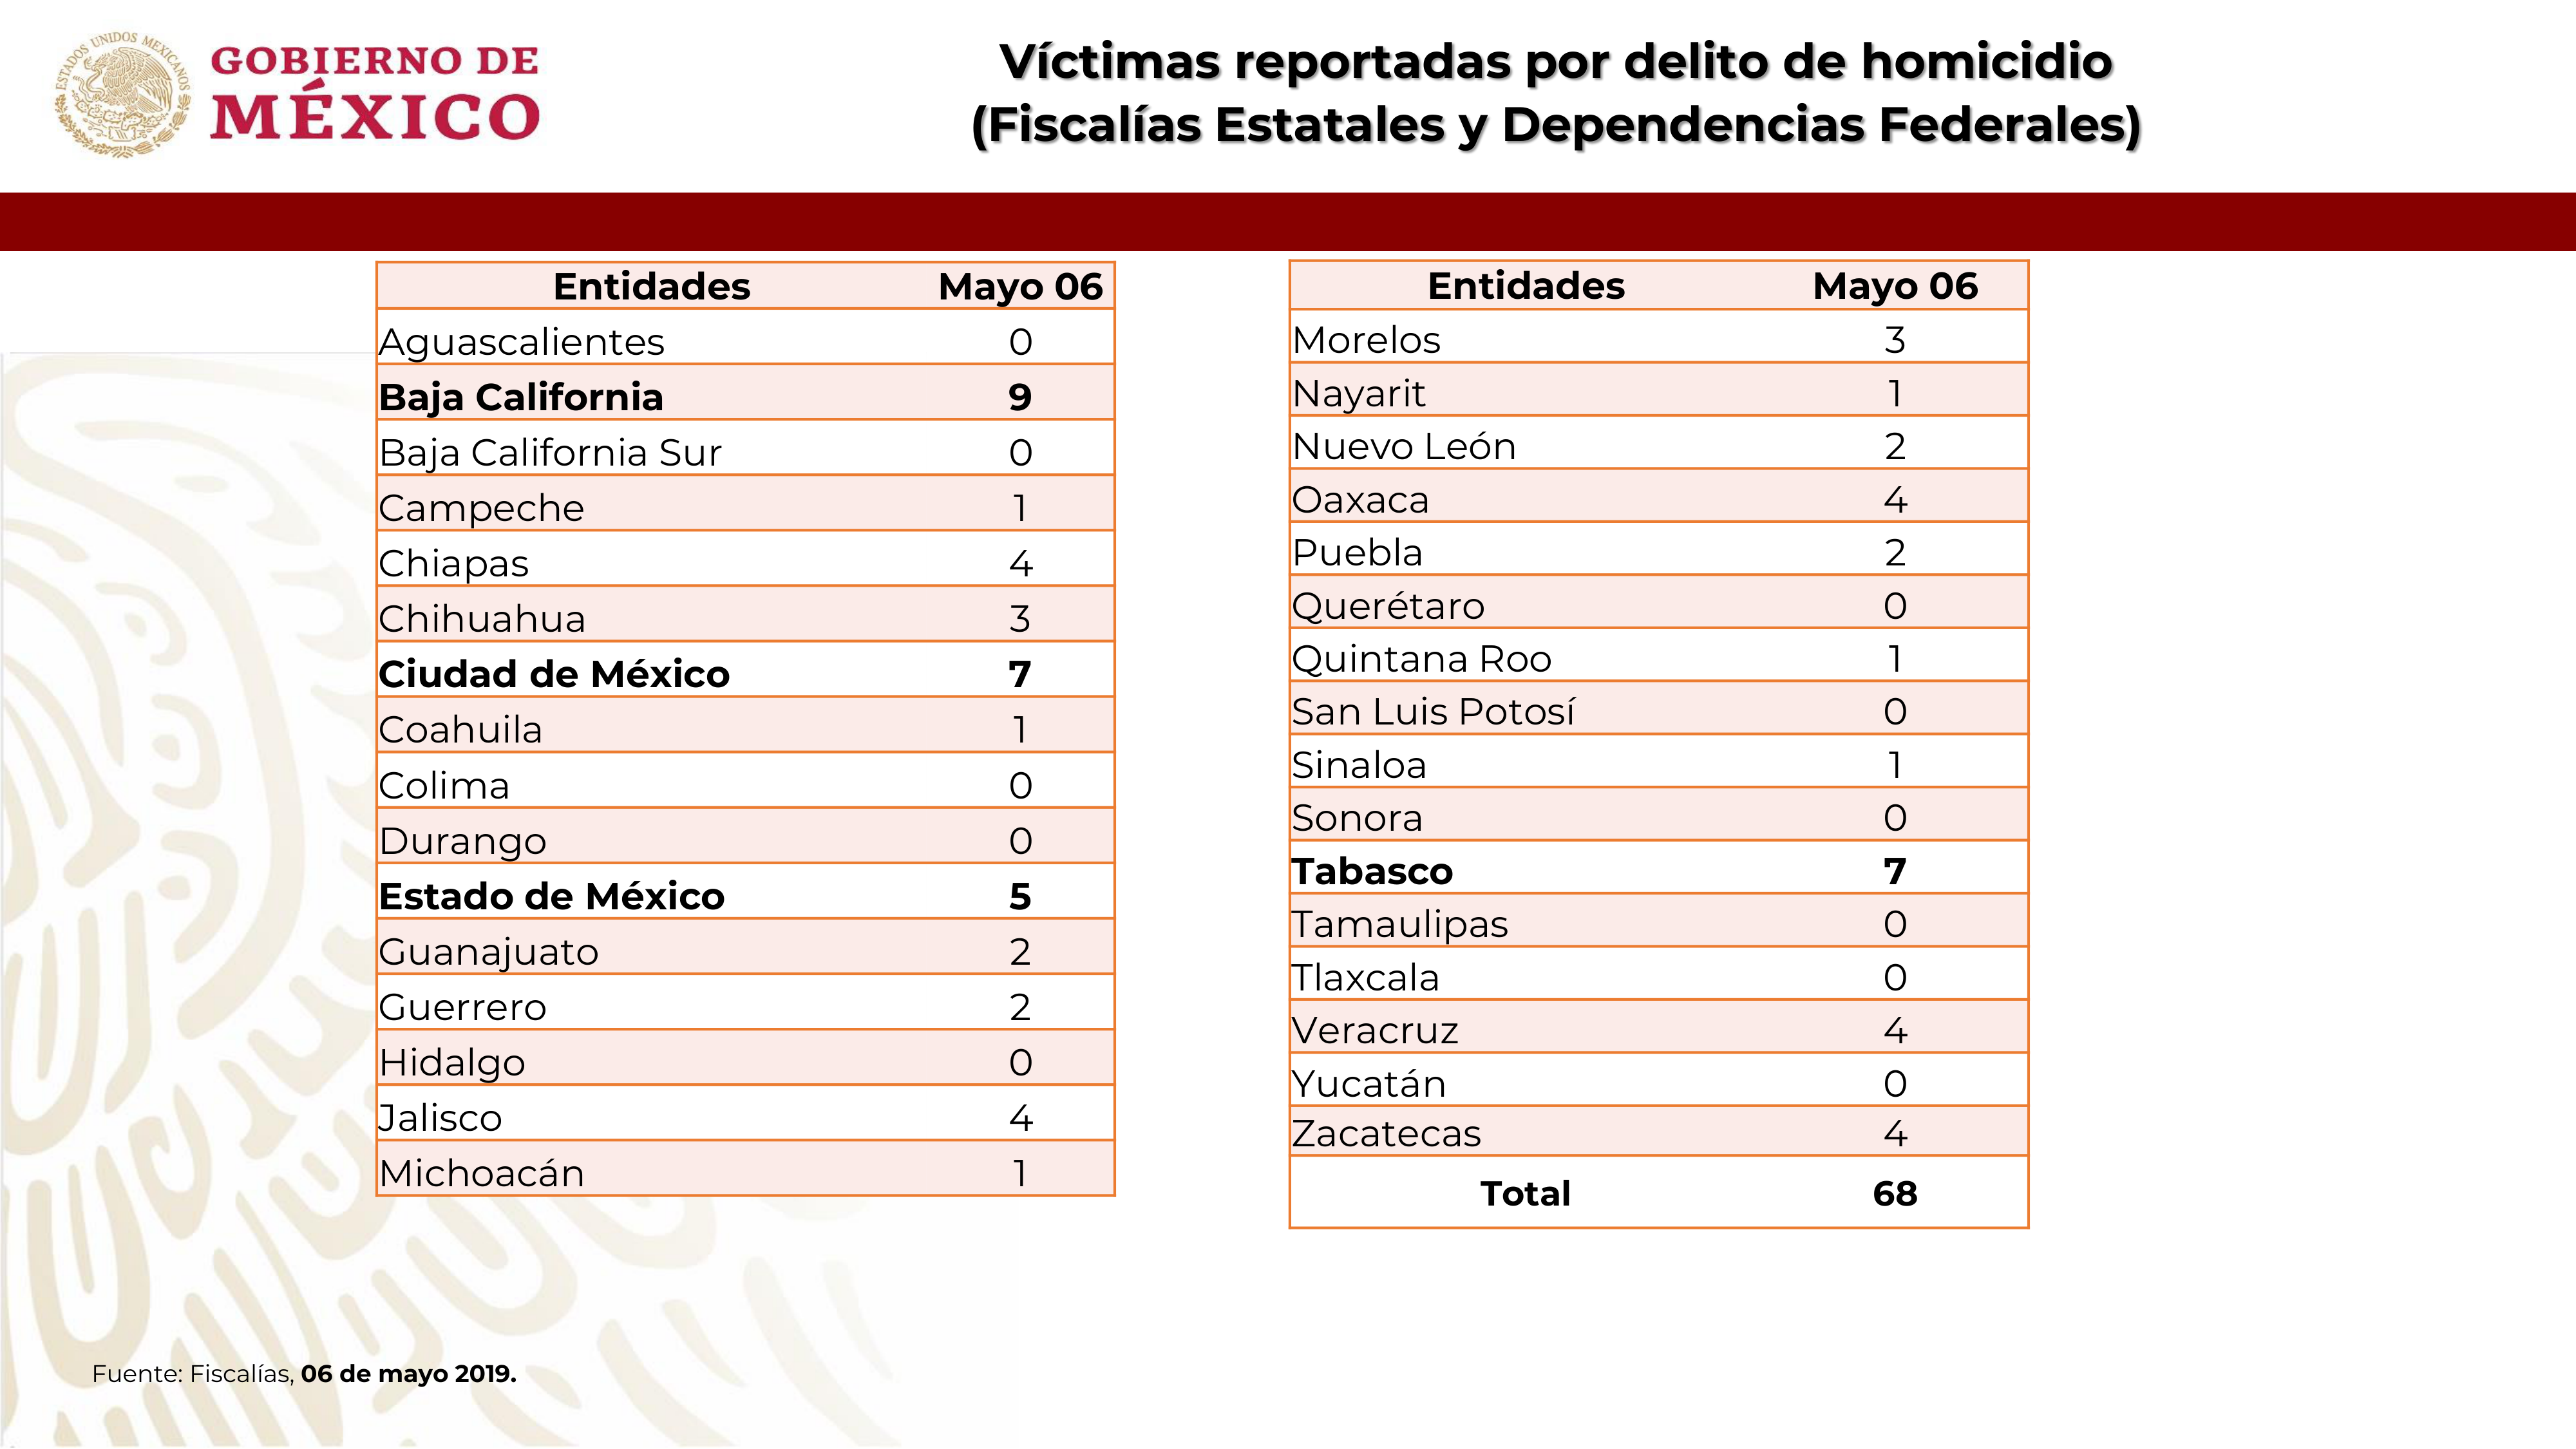 ESTADOS UNIDOS MEXICANOS
GOBIERNO DE
MÉXICO
Víctimas reportadas por delito de homicidio
(Fiscalías Estatales y Dependencias Federales)
Entidades Mayo 06
Aguascalientes 0
Baja California 9
Baja California Sur 0
Campeche 1
Chiapas 4
Chihuahua 3
Ciudad de México 7
Coahuila 1
Colima 0
Durango 0
Estado de México 5
Guanajuato 2
Guerrero 2
Hidalgo 0
Jalisco 4
Michoacán 1
Entidades Mayo 06
Morelos 3
Nayarit 1
Nuevo León 2
Oaxaca 4
Puebla 2
Querétaro 0
Quintana Roo 1
San Luis Potosí 0
Sinaloa 1
Sonora 0
Tabasco 7
Tamaulipas 0
Tlaxcala 0
Veracruz 4
Yucatán 0
Zacatecas 4
Total 68
Fuente: Fiscalías, 06 de mayo 2019.